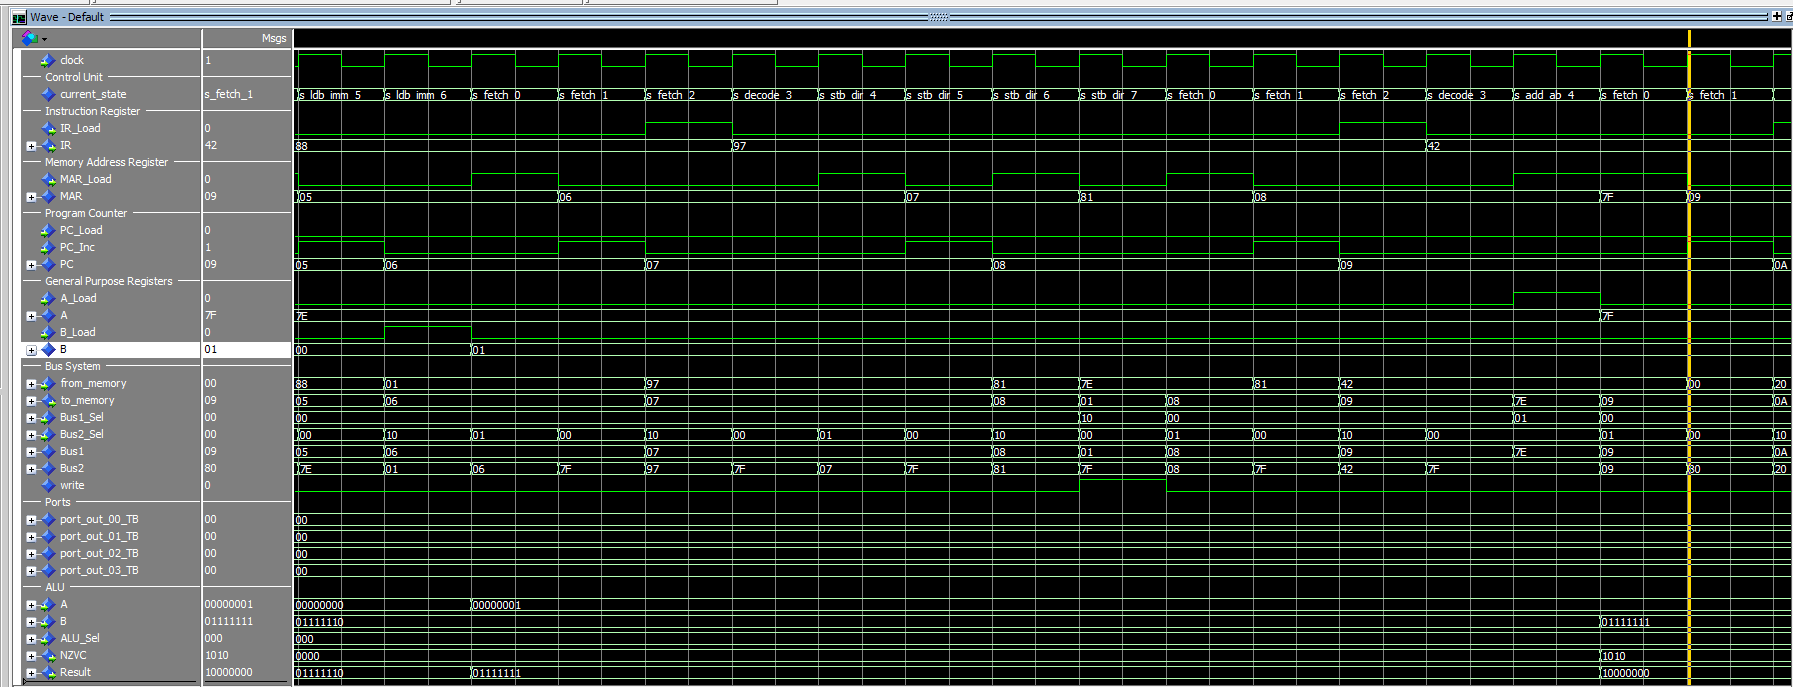 Wave - Default
Msgs
clock 1
Control Unit
current_state s_fetch_1 s_ldb_imm_5 s_ldb_imm_6 s_fetch_0 s_fetch_1 s_fetch_2 s_decode_3 s_stb_dir_4 s_stb_dir_5 s_stb_dir_6 s_stb_dir_7 s_fetch_0 s_fetch_1 s_fetch_2 s_decode_3 s_add_ab_4 s_fetch_0 s_fetch_1
Instruction Register
IR_Load 0
IR 42 88 97 42
Memory Address Register
MAR_Load 0
MAR 09 05 06 07 81 08 7F 09
Program Counter
PC_Load 0
PC_Inc 1
PC 09 05 06 07 08 09 0A
General Purpose Registers
A_Load 0
A 7F 7E 7F
B_Load 0
B 01 00 01
Bus System
from_memory 00 88 01 97 81 7E 81 42 00 20
to_memory 09 05 06 07 08 01 08 09 7E 09 0A
Bus1_Sel 00 00 10 00 01 00
Bus2_Sel 00 00 10 01 00 10 00 01 00 10 00 01 00 10 00 01 00 10
Bus1 09 05 06 07 08 01 08 09 7E 09 0A
Bus2 80 7E 01 06 7F 97 7F 07 7F 81 7F 08 7F 42 7F 09 80 20
write 0
Ports
port_out_00_TB 00 00
port_out_01_TB 00 00
port_out_02_TB 00 00
port_out_03_TB 00 00
ALU
A 00000001 00000000 00000001
B 01111111 01111110 01111111
ALU_Sel 000 000
NZVC 1010 0000 1010
Result 10000000 01111110 01111111 10000000